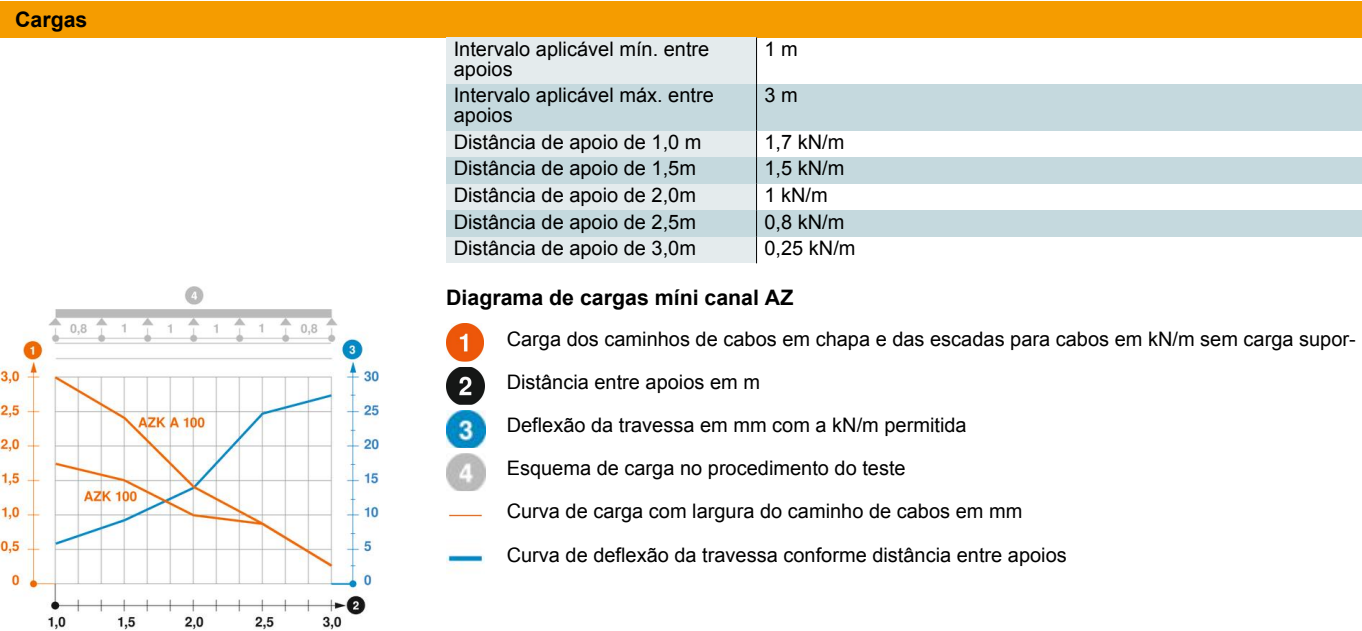 Cargas
Intervalo aplicável mín. entre apoios 1 m
Intervalo aplicável máx. entre apoios 3 m
Distância de apoio de 1,0 m 1,7 kN/m
Distância de apoio de 1,5m 1,5 kN/m
Distância de apoio de 2,0m 1 kN/m
Distância de apoio de 2,5m 0,8 kN/m
Distância de apoio de 3,0m 0,25 kN/m
4
0,8 1 1 1 1 0,8
1 3
3,0 30
2,5 25
2,0 20
1,5 15
1,0 10
0,5 5
0 0
AZK A 100
AZK 100
2
1,0 1,5 2,0 2,5 3,0
Diagrama de cargas míni canal AZ
1 Carga dos caminhos de cabos em chapa e das escadas para cabos em kN/m sem carga supor-
2 Distância entre apoios em m
3 Deflexão da travessa em mm com a kN/m permitida
4 Esquema de carga no procedimento do teste
Curva de carga com largura do caminho de cabos em mm
Curva de deflexão da travessa conforme distância entre apoios